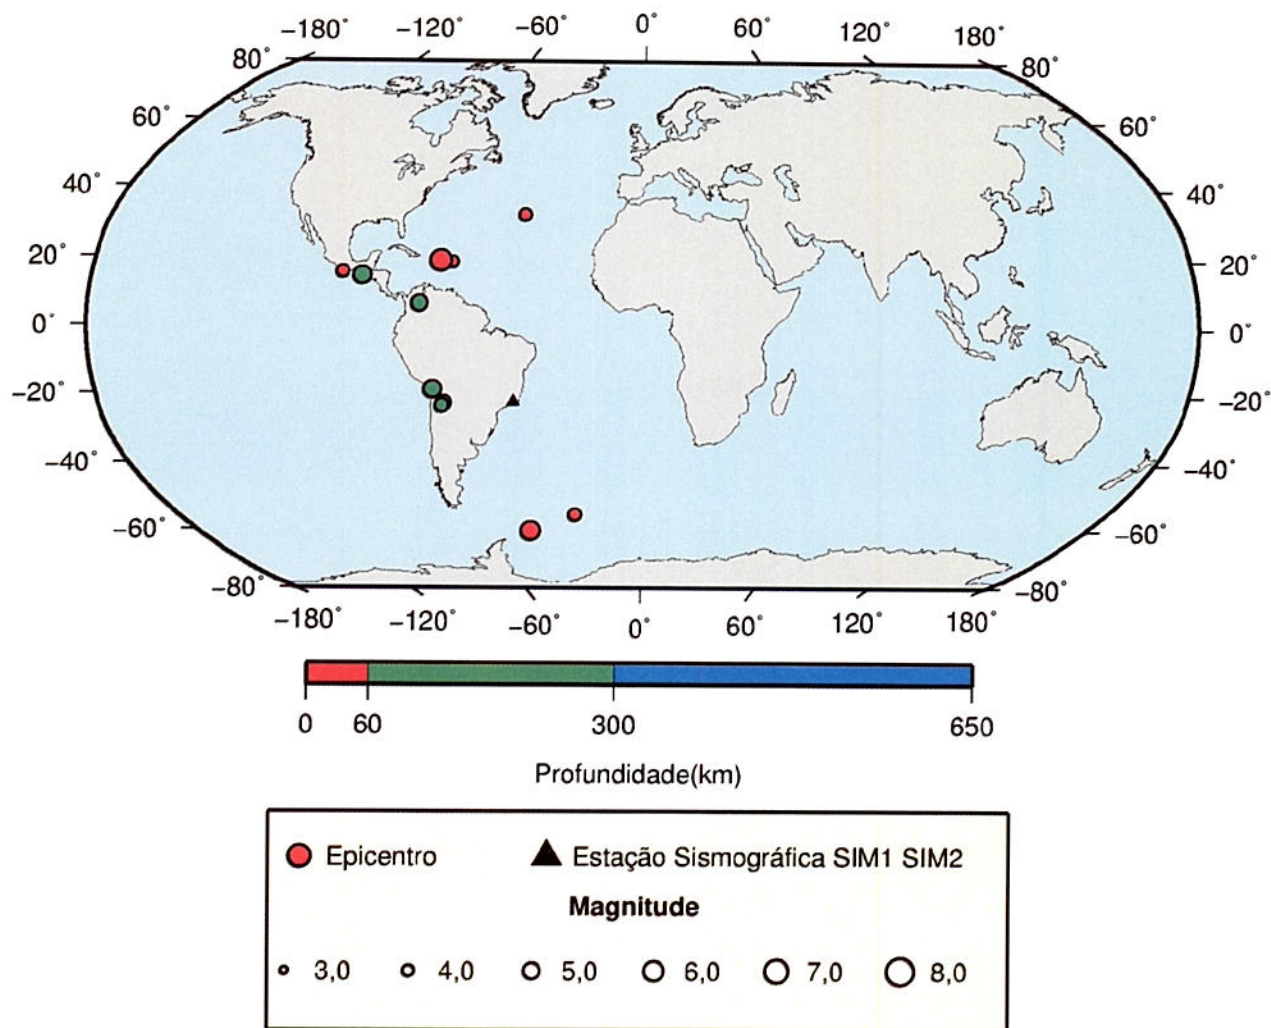 −180° −120° −60° 0° 60° 120° 180°
80° 80°
60° 60°
40° 40°
20° 20°
0° 0°
−20° −20°
−40° −40°
−60° −60°
−80° −80°
−180° −120° −60° 0° 60° 120° 180°
0 60 300 650
Profundidade(km)
Epicentro Estação Sismográfica SIM1 SIM2
Magnitude
3,0 4,0 5,0 6,0 7,0 8,0